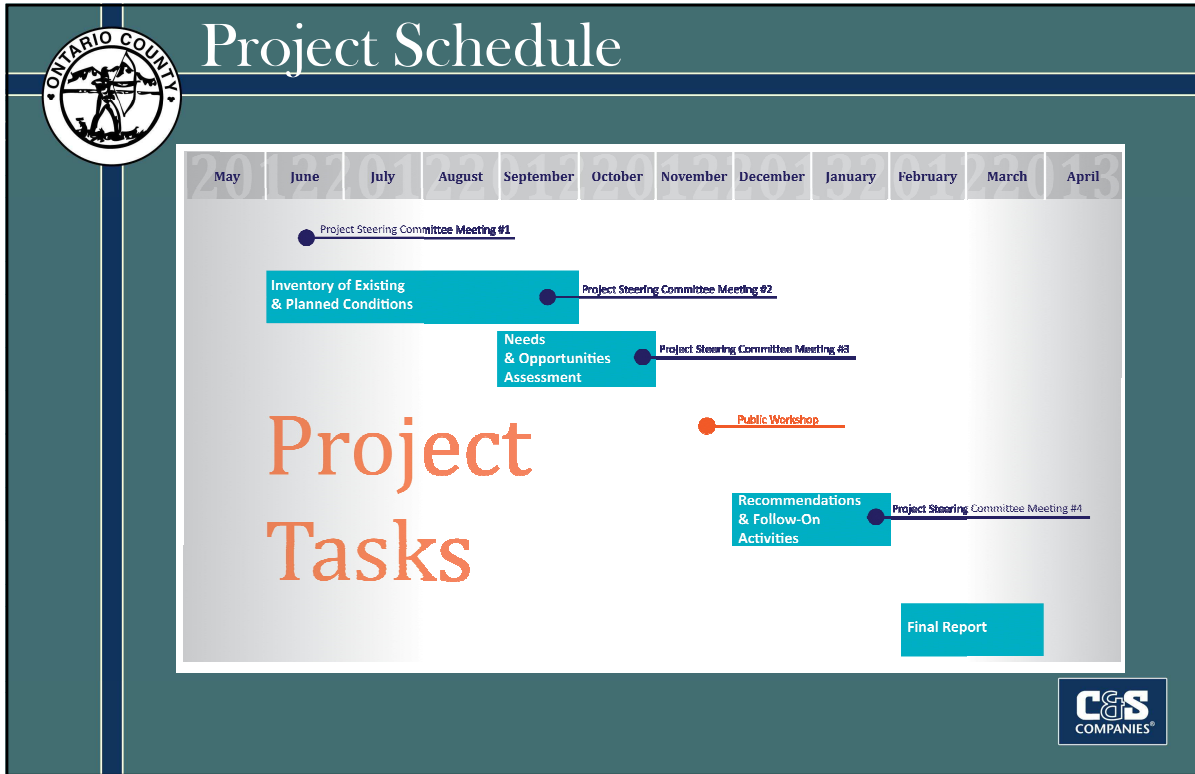 Project Schedule
ONTARIO COUNTY
May June July August September October November December January February March April
Project Steering Committee Meeting #1
Inventory of Existing
& Planned Conditions
Project Steering Committee Meeting #2
Needs
& Opportunities
Assessment
Project Steering Committee Meeting #3
Project
Tasks
Public Workshop
Recommendations
& Follow-On
Activities
Project Steering Committee Meeting #4
Final Report
C&S
COMPANIES®